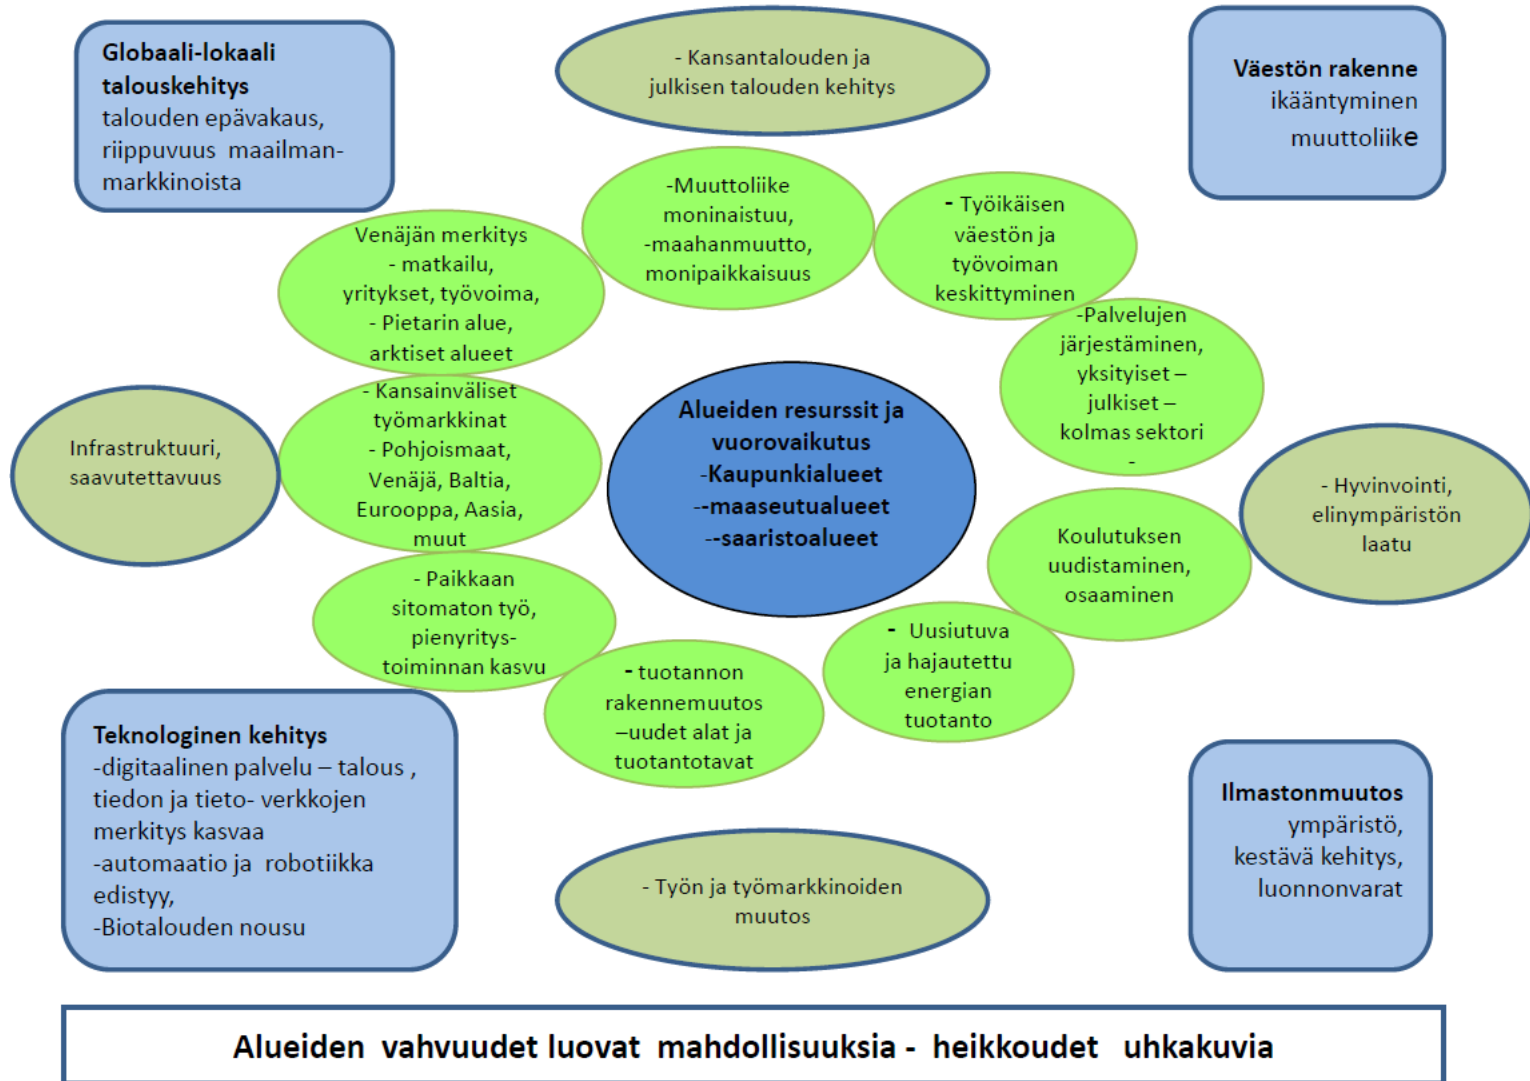 Globaali-lokaali
talouskehitys
talouden epävakaus,
riippuvuus maailman-
markkinoista
- Kansantalouden ja
julkisen talouden kehitys
Väestön rakenne
ikääntyminen
muuttoliike
-Muuttoliike
moninaistuu,
-maahanmuutto,
monipaikkaisuus
- Työikäisen
väestön ja
työvoiman
keskittyminen
Venäjän merkitys
- matkailu,
yritykset, työvoima,
- Pietarin alue,
arktiset alueet
-Palvelujen
järjestäminen,
yksityiset –
julkiset –
kolmas sektori
-
Infrastruktuuri,
saavutettavuus
- Kansainväliset
työmarkkinat
- Pohjoismaat,
Venäjä, Baltia,
Eurooppa, Aasia,
muut
Alueiden resurssit ja
vuorovaikutus
-Kaupunkialueet
--maaseutualueet
--saaristoalueet
- Hyvinvointi,
elinympäristön
laatu
Koulutuksen
uudistaminen,
osaaminen
- Paikkaan
sitomaton työ,
pienyritys-
toiminnan kasvu
- Uusiutuva
ja hajautettu
energian
tuotanto
- tuotannon
rakennemuutos
–uudet alat ja
tuotantotavat
Teknologinen kehitys
-digitaalinen palvelu – talous ,
tiedon ja tieto- verkkojen
merkitys kasvaa
-automaatio ja robotiikka
edistyy,
-Biotalouden nousu
- Työn ja työmarkkinoiden
muutos
Ilmastonmuutos
ympäristö,
kestävä kehitys,
luonnonvarat
Alueiden vahvuudet luovat mahdollisuuksia - heikkoudet uhkakuvia